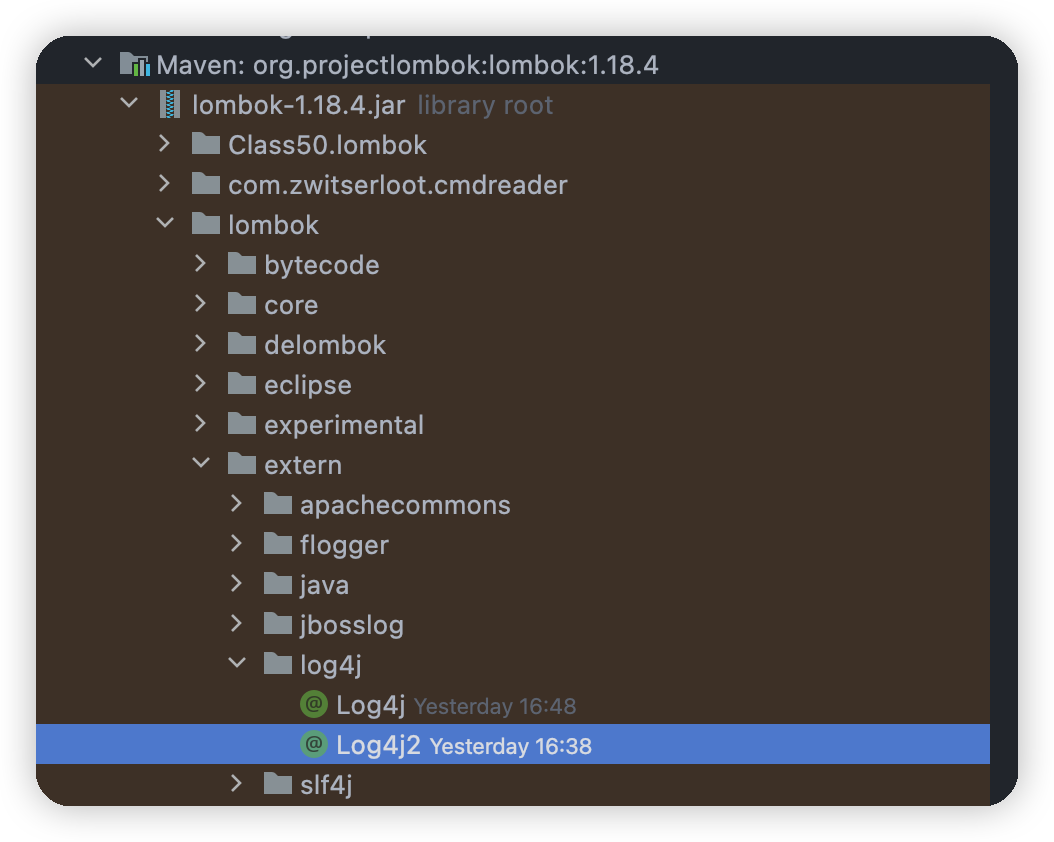 Maven: org.projectlombok:lombok:1.18.4
lombok-1.18.4.jar library root
Class50.lombok
com.zwitserloot.cmdreader
lombok
bytecode
core
delombok
eclipse
experimental
extern
apachecommons
flogger
java
jbosslog
log4j
@ Log4j Yesterday 16:48
@ Log4j2 Yesterday 16:38
slf4j